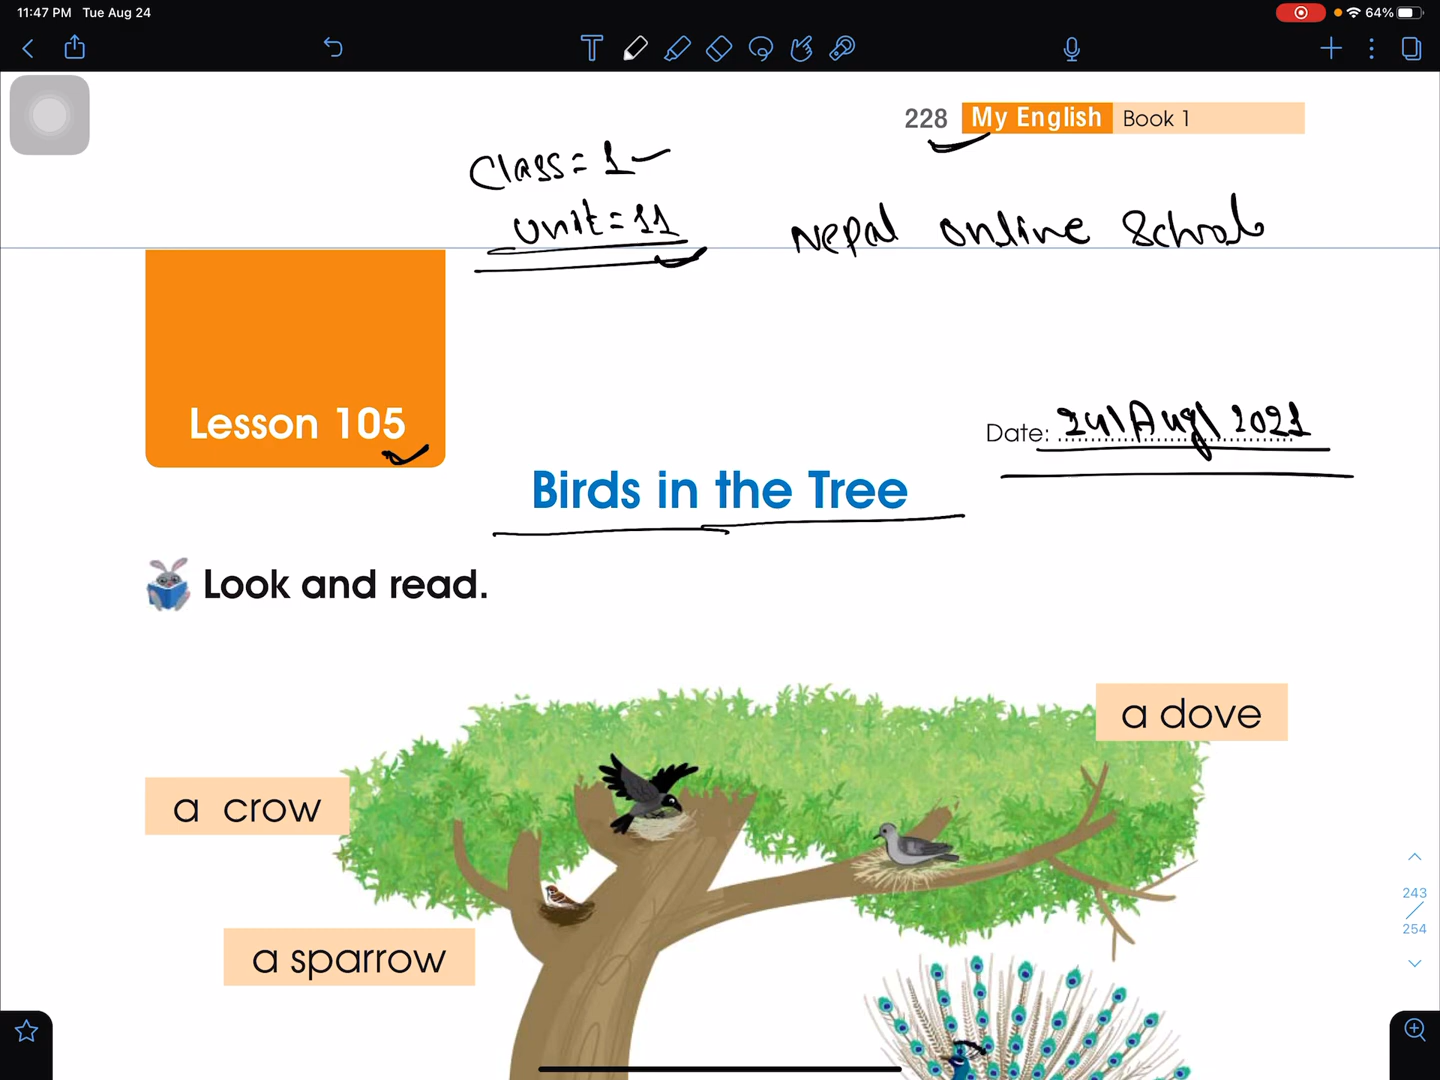 11:47 PM Tue Aug 24
64%
228 My English Book 1
Class = 1
Unit = 11
Nepal Online School
Lesson 105
Date: 24/Aug/2021
Birds in the Tree
Look and read.
a dove
a crow
a sparrow
243
254